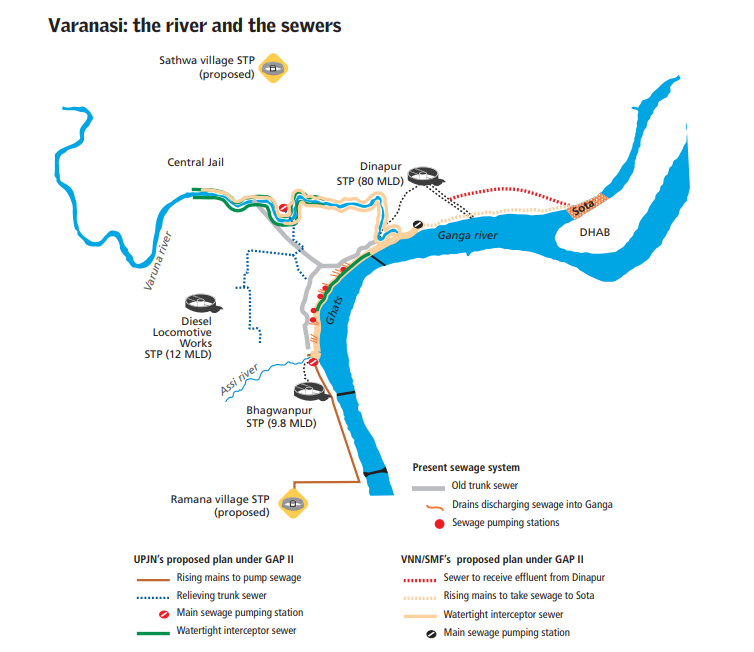 Varanasi: the river and the sewers
Sathwa village STP
(proposed)
Central Jail
Dinapur
STP (80 MLD)
Sota
DHAB
Ganga river
Varuna river
Ghats
Diesel
Locomotive
Works
STP (12 MLD)
Assi river
Bhagwanpur
STP (9.8 MLD)
Ramana village STP
(proposed)
Present sewage system
Old trunk sewer
Drains discharging sewage into Ganga
Sewage pumping stations
UPJN's proposed plan under GAP II
Rising mains to pump sewage
Relieving trunk sewer
Main sewage pumping station
Watertight interceptor sewer
VNN/SMF's proposed plan under GAP II
Sewer to receive effluent from Dinapur
Rising mains to take sewage to Sota
Watertight interceptor sewer
Main sewage pumping station